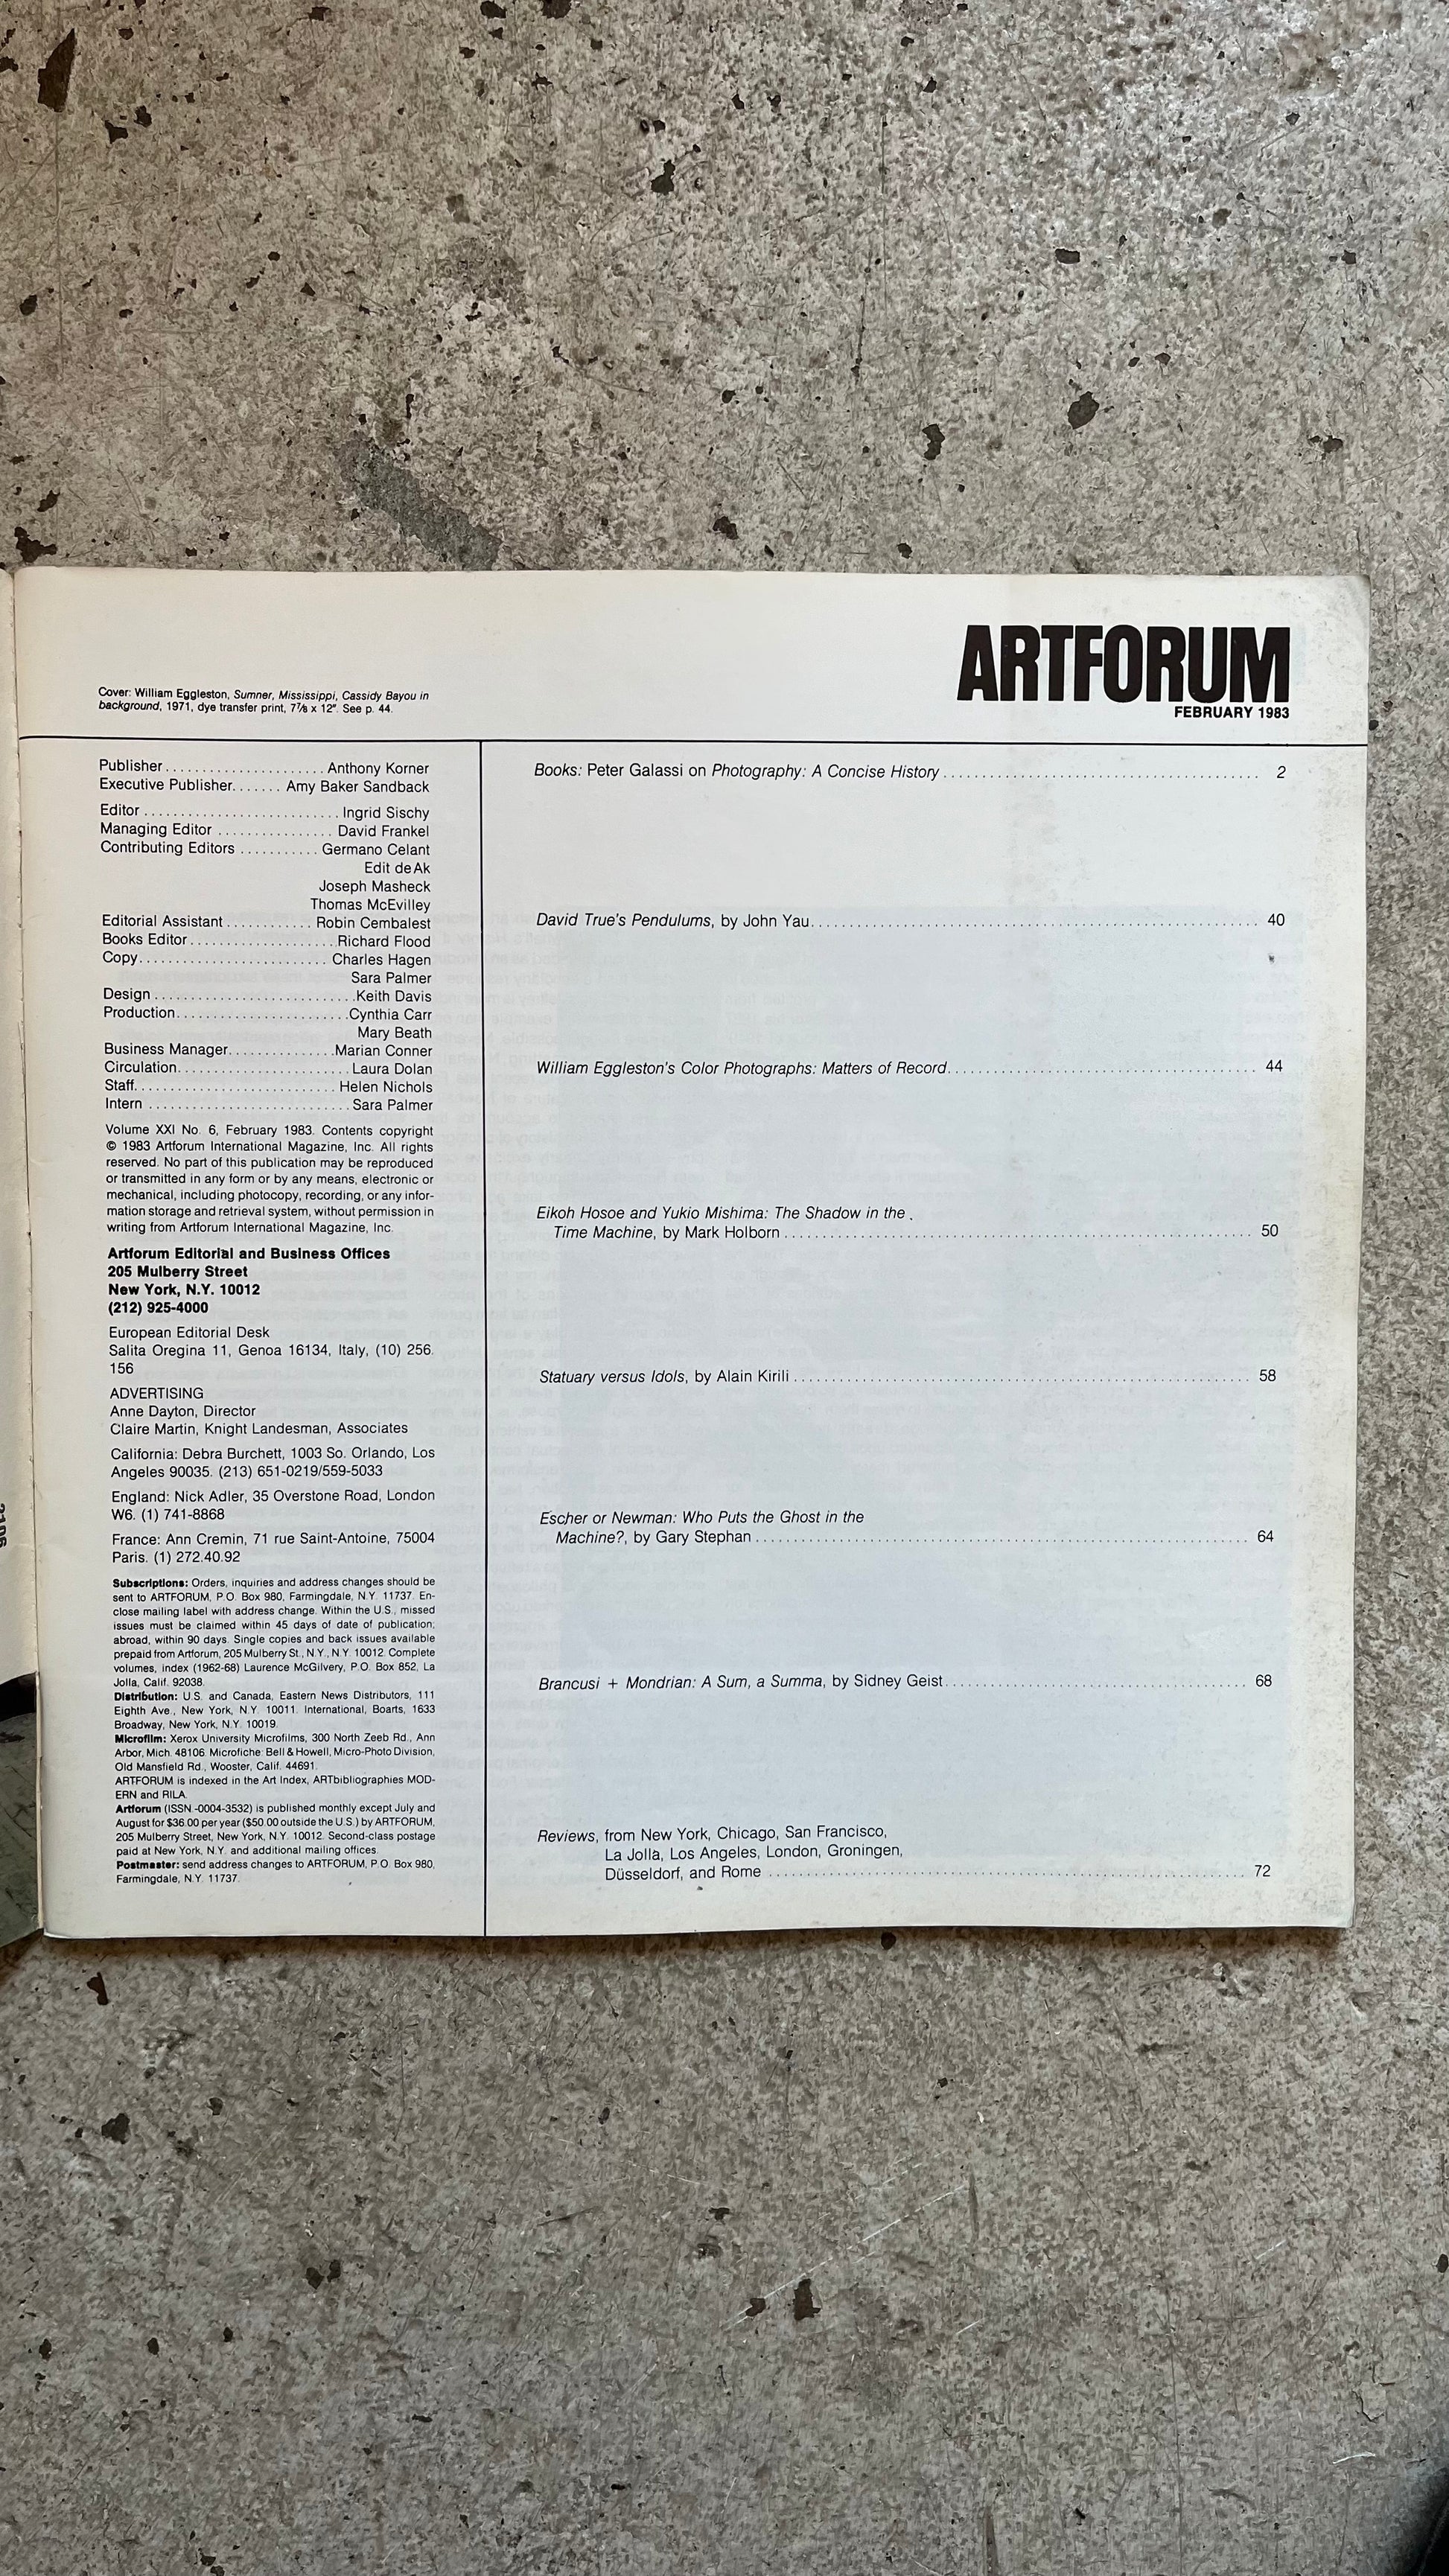 ARTFORUM
FEBRUARY 1983
Cover: William Eggleston, Sumner, Mississippi, Cassidy Bayou in
background, 1971, dye transfer print, 7⅞ x 12". See p. 44.
Publisher....................... Anthony Korner
Executive Publisher....... Amy Baker Sandback
Editor............................ Ingrid Sischy
Managing Editor ................ David Frankel
Contributing Editors ........... Germano Celant
Edit deAk
Joseph Masheck
Thomas McEvilley
Editorial Assistant............ Robin Cembalest
Books Editor.....................Richard Flood
Copy........................... Charles Hagen
Sara Palmer
Design.............................Keith Davis
Production.........................Cynthia Carr
Mary Beath
Business Manager...............Marian Conner
Circulation.........................Laura Dolan
Staff.............................Helen Nichols
Intern .............................Sara Palmer
Volume XXI No. 6, February 1983. Contents copyright
© 1983 Artforum International Magazine, Inc. All rights
reserved. No part of this publication may be reproduced
or transmitted in any form or by any means, electronic or
mechanical, including photocopy, recording, or any infor-
mation storage and retrieval system, without permission in
writing from Artforum International Magazine, Inc.
Artforum Editorial and Business Offices
205 Mulberry Street
New York, N.Y. 10012
(212) 925-4000
European Editorial Desk
Salita Oregina 11, Genoa 16134, Italy, (10) 256.
156
ADVERTISING
Anne Dayton, Director
Claire Martin, Knight Landesman, Associates
California: Debra Burchett, 1003 So. Orlando, Los
Angeles 90035. (213) 651-0219/559-5033
England: Nick Adler, 35 Overstone Road, London
W6. (1) 741-8868
France: Ann Cremin, 71 rue Saint-Antoine, 75004
Paris. (1) 272.40.92
Subscriptions: Orders, inquiries and address changes should be
sent to ARTFORUM, P.O. Box 980, Farmingdale, N.Y. 11737. En-
close mailing label with address change. Within the U.S., missed
issues must be claimed within 45 days of date of publication;
abroad, within 90 days. Single copies and back issues available
prepaid from Artforum, 205 Mulberry St., N.Y., N.Y. 10012. Complete
volumes, index (1962-68) Laurence McGilvery, P.O. Box 852, La
Jolla, Calif. 92038.
Distribution: U.S. and Canada, Eastern News Distributors, 111
Eighth Ave., New York, N.Y. 10011. International, Boarts, 1633
Broadway, New York, N.Y. 10019.
Microfilm: Xerox University Microfilms, 300 North Zeeb Rd., Ann
Arbor, Mich. 48106. Microfiche: Bell & Howell, Micro-Photo Division,
Old Mansfield Rd., Wooster, Calif. 44691.
ARTFORUM is indexed in the Art Index, ARTbibliographies MOD-
ERN and RILA.
Artforum (ISSN-0004-3532) is published monthly except July and
August for $36.00 per year ($50.00 outside the U.S.) by ARTFORUM,
205 Mulberry Street, New York, N.Y. 10012. Second-class postage
paid at New York, N.Y. and additional mailing offices.
Postmaster: send address changes to ARTFORUM, P.O. Box 980,
Farmingdale, N.Y. 11737.
Books: Peter Galassi on Photography: A Concise History........................................ 2
David True's Pendulums, by John Yau........................................ 40
William Eggleston's Color Photographs: Matters of Record........................................ 44
Eikoh Hosoe and Yukio Mishima: The Shadow in the
Time Machine, by Mark Holborn ........................................ 50
Statuary versus Idols, by Alain Kirili ........................................ 58
Escher or Newman: Who Puts the Ghost in the
Machine?, by Gary Stephan ........................................ 64
Brancusi + Mondrian: A Sum, a Summa, by Sidney Geist........................................ 68
Reviews, from New York, Chicago, San Francisco,
La Jolla, Los Angeles, London, Groningen,
Düsseldorf, and Rome ........................................ 72